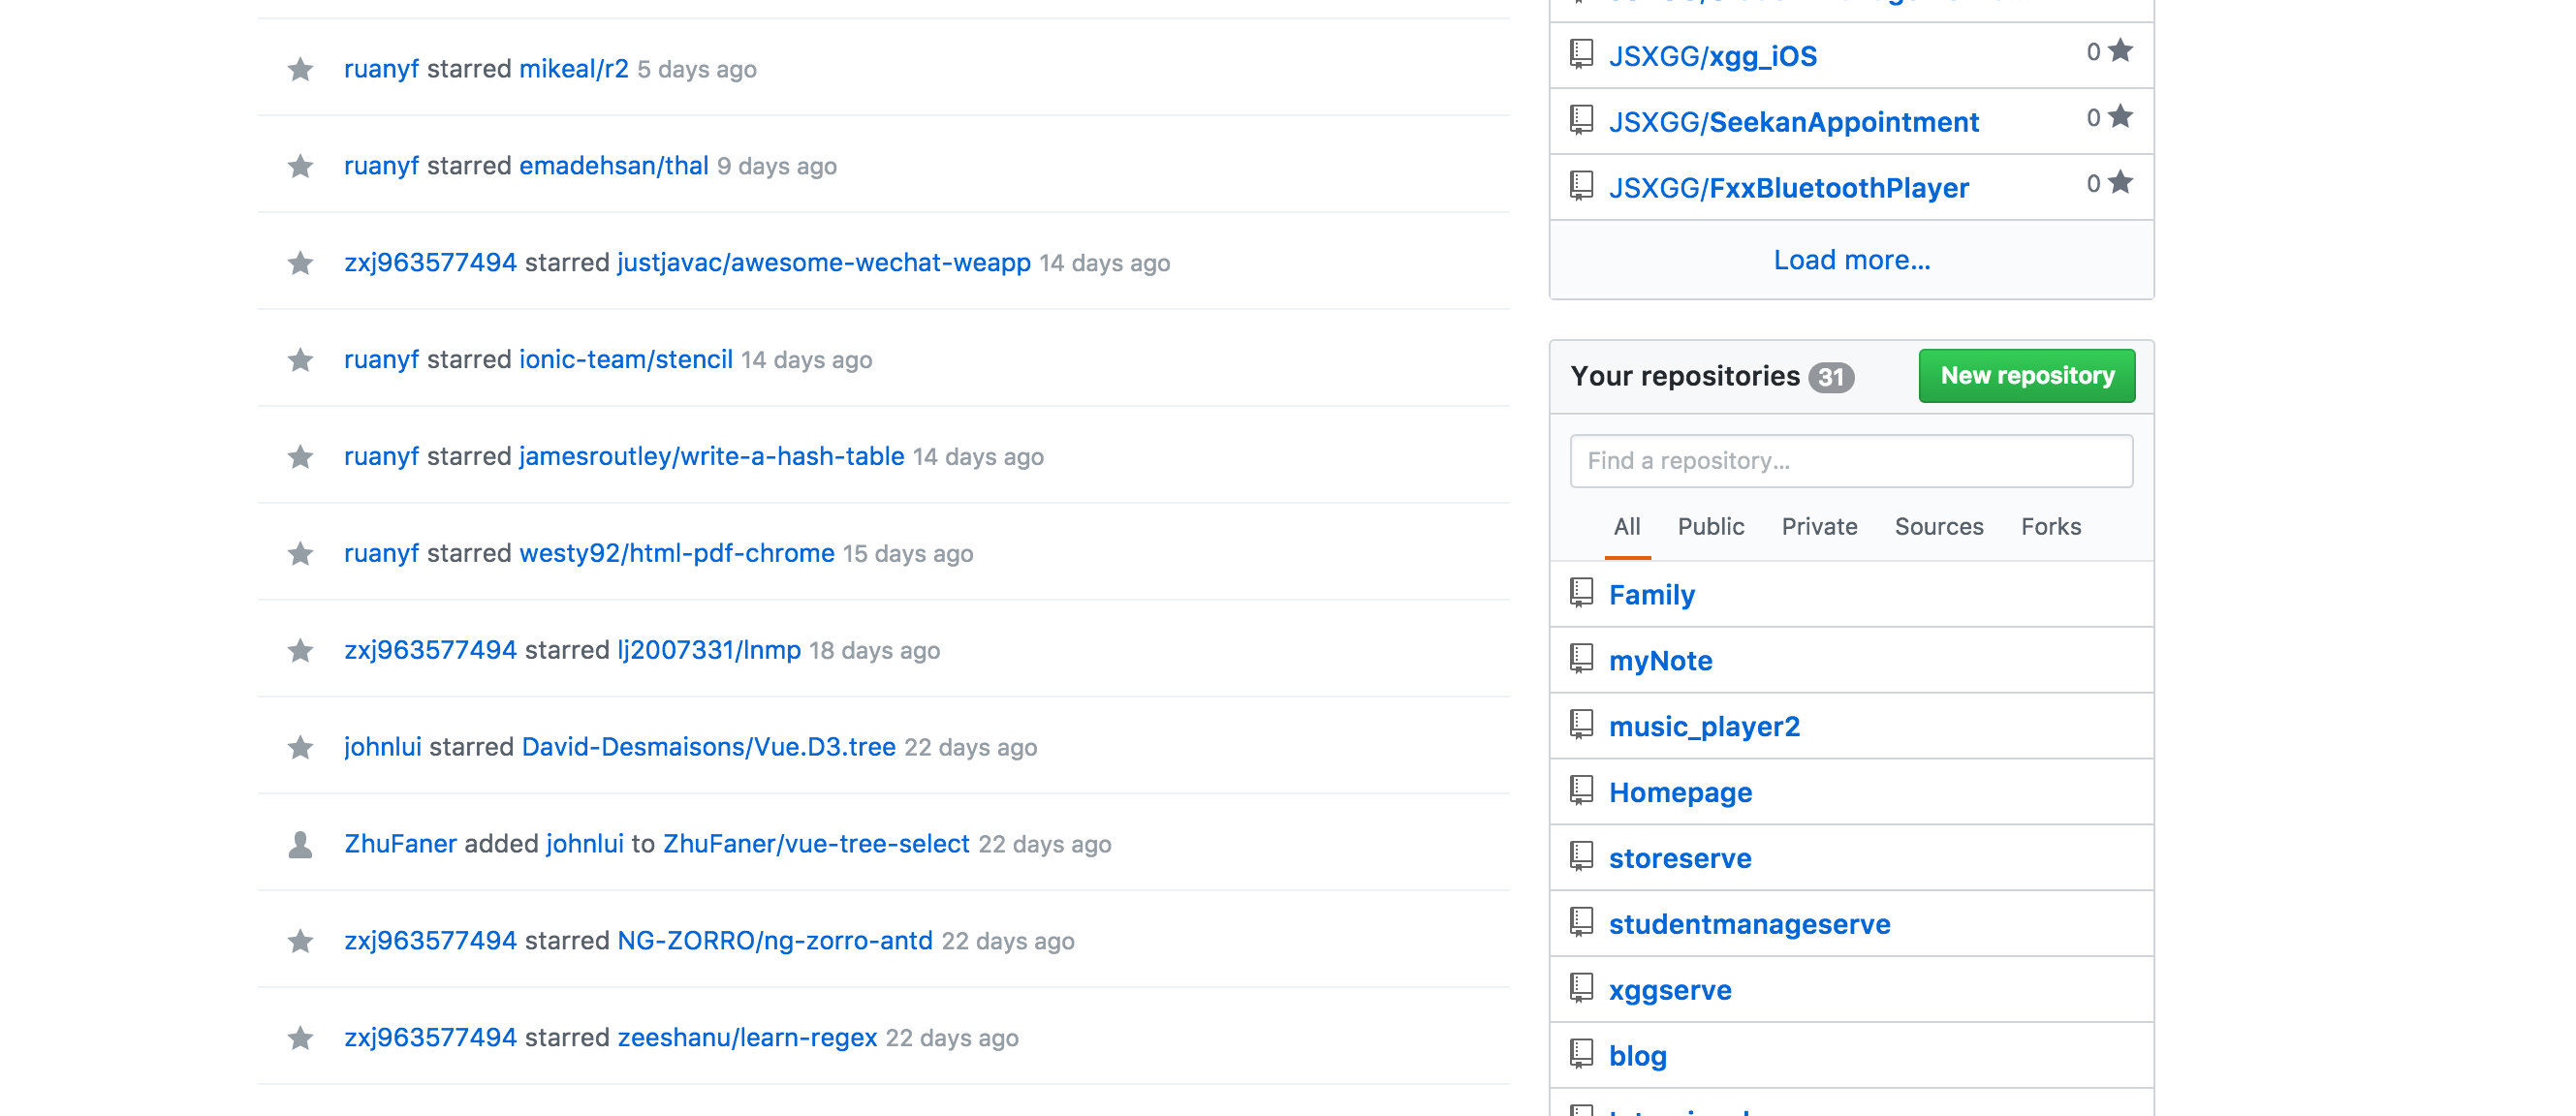 ruanyf starred mikeal/r2 5 days ago
ruanyf starred emadehsan/thal 9 days ago
zxj963577494 starred justjavac/awesome-wechat-weapp 14 days ago
ruanyf starred ionic-team/stencil 14 days ago
ruanyf starred jamesroutley/write-a-hash-table 14 days ago
ruanyf starred westy92/html-pdf-chrome 15 days ago
zxj963577494 starred lj2007331/lnmp 18 days ago
johnlui starred David-Desmaisons/Vue.D3.tree 22 days ago
ZhuFaner added johnlui to ZhuFaner/vue-tree-select 22 days ago
zxj963577494 starred NG-ZORRO/ng-zorro-antd 22 days ago
zxj963577494 starred zeeshanu/learn-regex 22 days ago
JSXGG/xgg_iOS 0
JSXGG/SeekanAppointment 0
JSXGG/FxxBluetoothPlayer 0
Load more...
Your repositories 31 New repository
Find a repository...
All Public Private Sources Forks
Family
myNote
music_player2
Homepage
storeserve
studentmanageserve
xggserve
blog